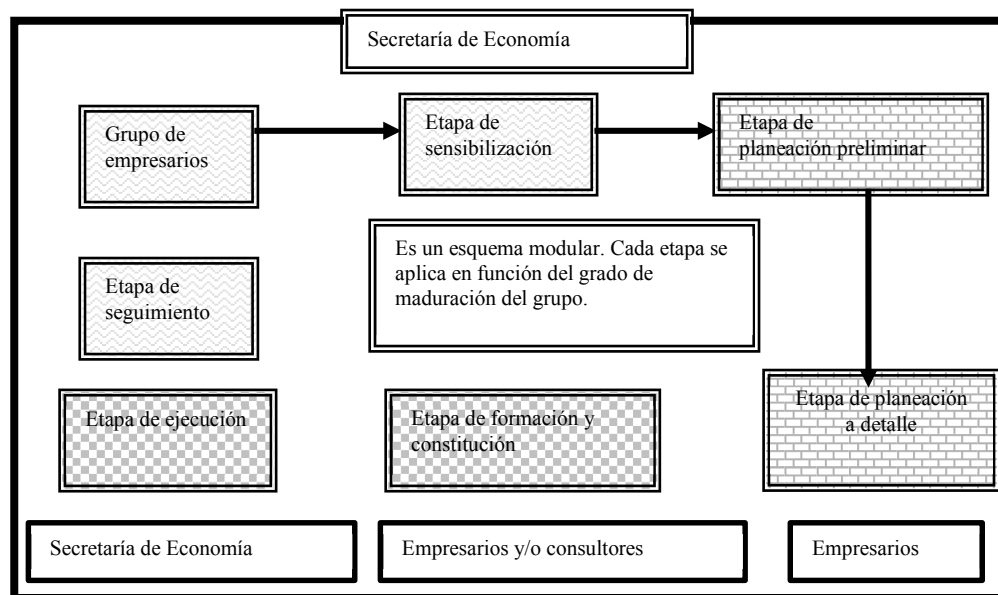 Secretaría de Economía
Grupo de
empresarios
Etapa de
sensibilización
Etapa de
planeación preliminar
Es un esquema modular. Cada etapa se
aplica en función del grado de
maduración del grupo.
Etapa de
seguimiento
Etapa de ejecución
Etapa de formación y
constitución
Etapa de planeación
a detalle
Secretaría de Economía
Empresarios y/o consultores
Empresarios